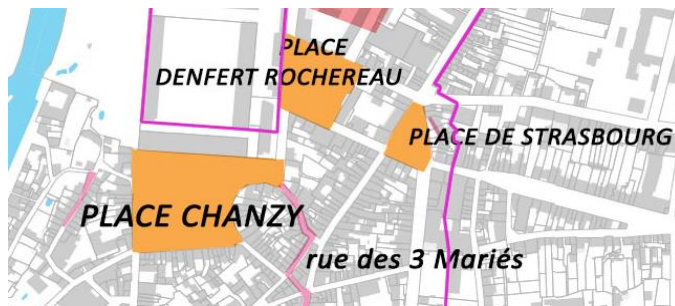 PLACE
DENFERT ROCHEREAU
PLACE DE STRASBOURG
PLACE CHANZY
rue des 3 Mariés